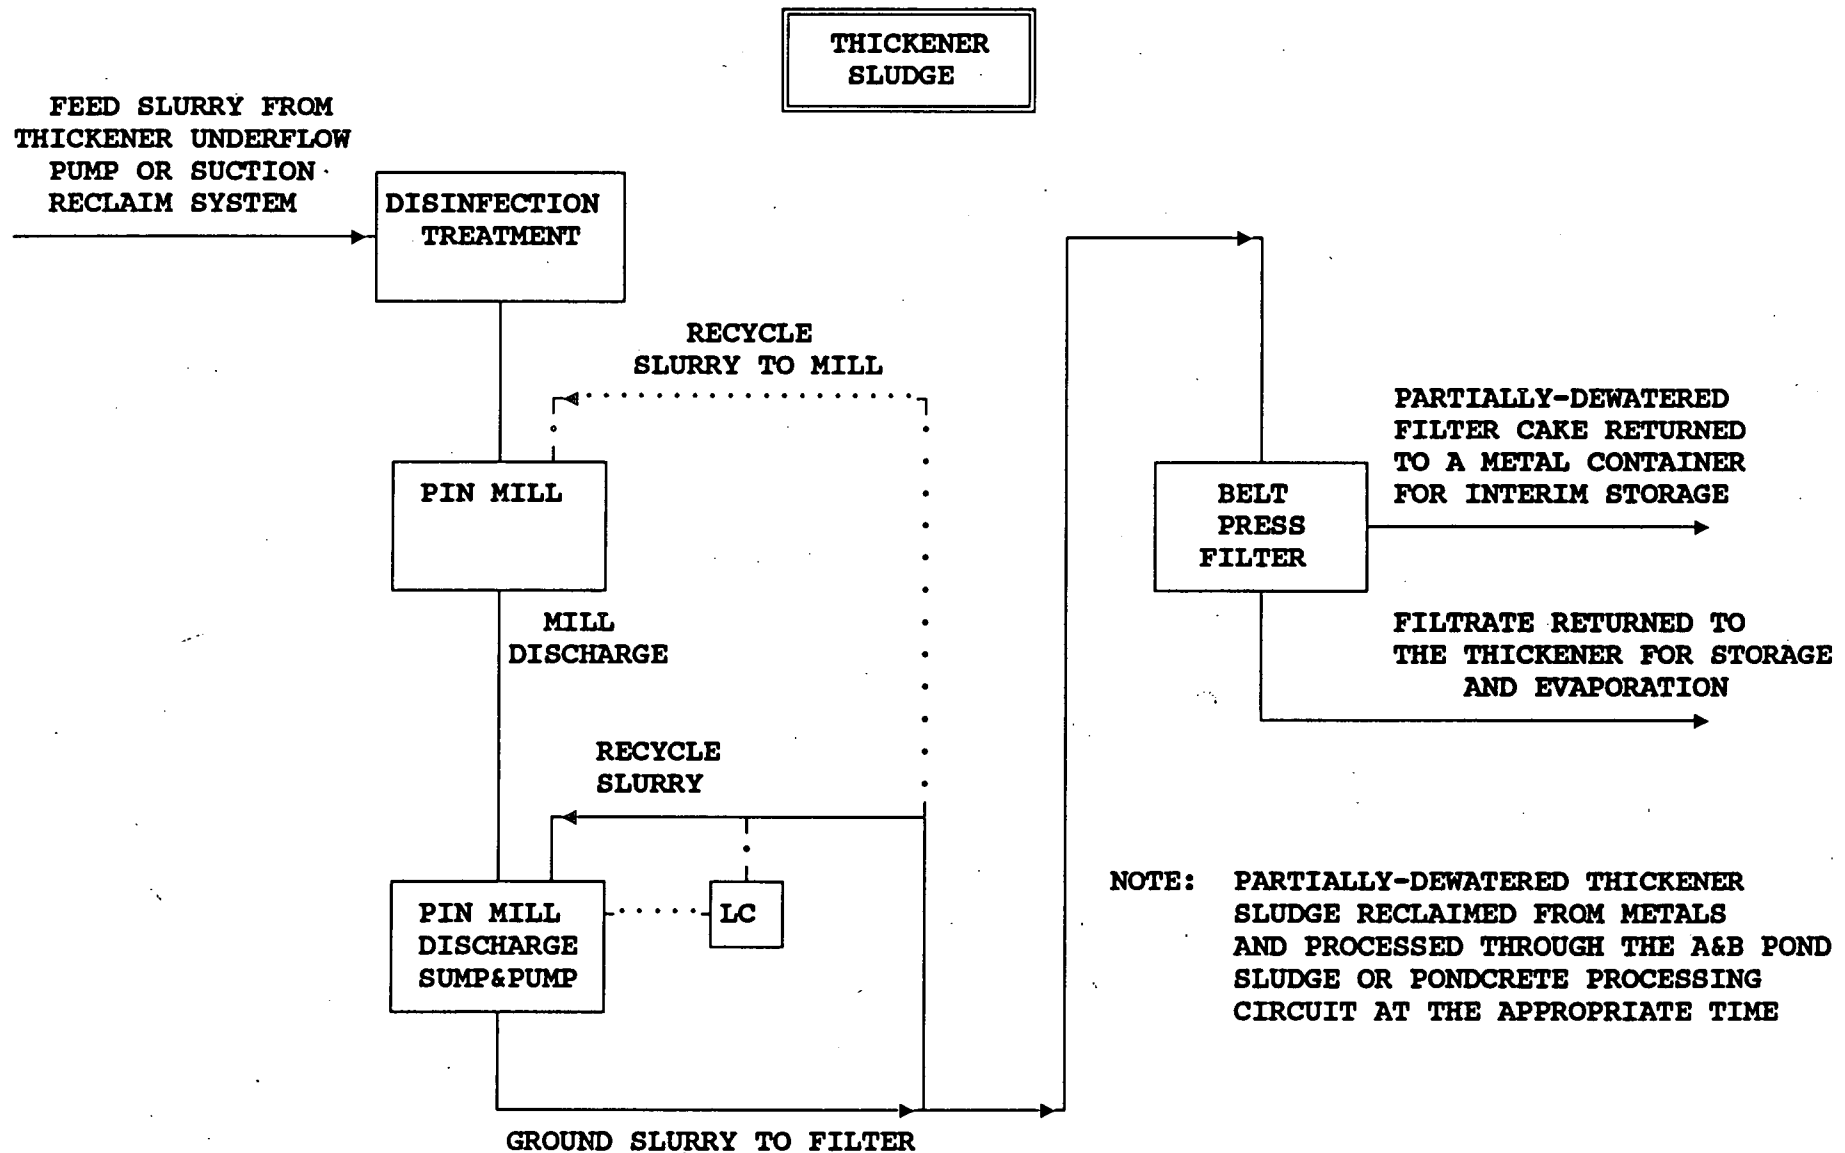 THICKENER
SLUDGE
FEED SLURRY FROM
THICKENER UNDERFLOW
PUMP OR SUCTION
RECLAIM SYSTEM
DISINFECTION
TREATMENT
RECYCLE
SLURRY TO MILL
PIN MILL
MILL
DISCHARGE
RECYCLE
SLURRY
PIN MILL
DISCHARGE
SUMP&PUMP
LC
GROUND SLURRY TO FILTER
BELT
PRESS
FILTER
PARTIALLY-DEWATERED
FILTER CAKE RETURNED
TO A METAL CONTAINER
FOR INTERIM STORAGE
FILTRATE RETURNED TO
THE THICKENER FOR STORAGE
AND EVAPORATION
NOTE: PARTIALLY-DEWATERED THICKENER
SLUDGE RECLAIMED FROM METALS
AND PROCESSED THROUGH THE A&B POND
SLUDGE OR PONDCRETE PROCESSING
CIRCUIT AT THE APPROPRIATE TIME